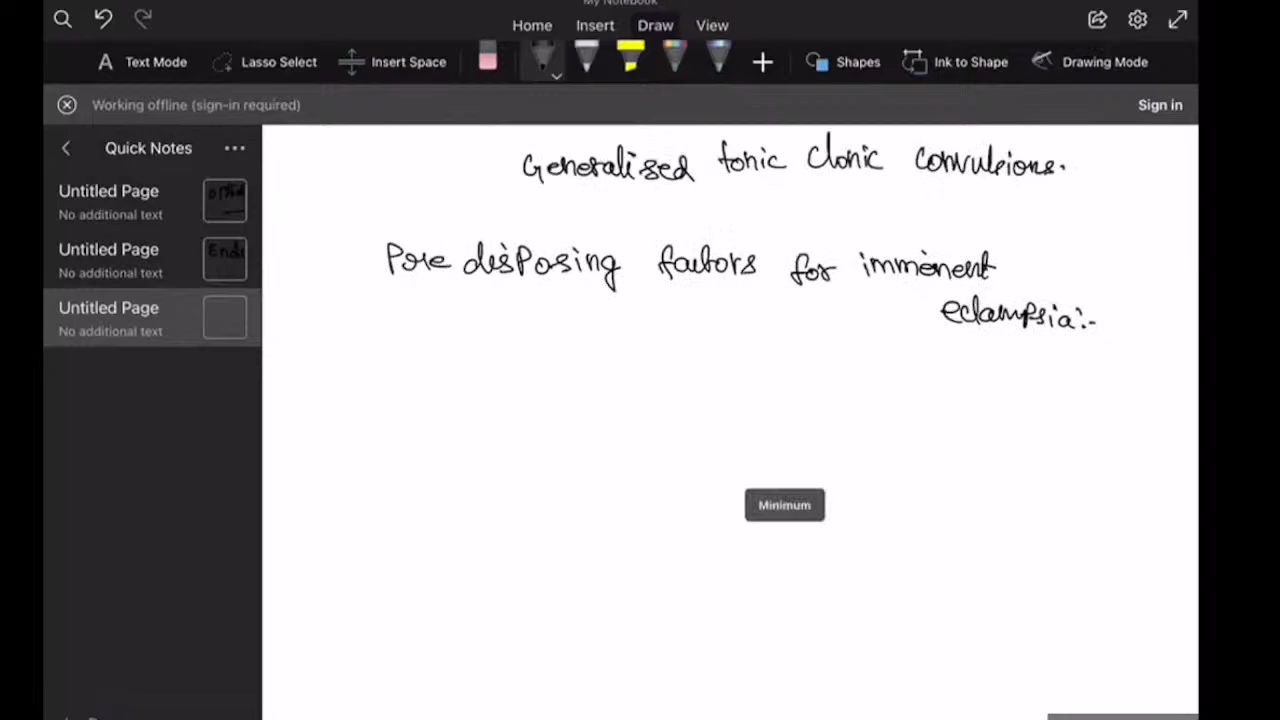 My Notebook
Home Insert Draw View
Text Mode Lasso Select Insert Space Shapes Ink to Shape Drawing Mode
Working offline (sign-in required) Sign in
Quick Notes
Untitled Page
No additional text
Untitled Page
No additional text
Untitled Page
No additional text
Generalised tonic clonic convulsions.
Pre disposing factors for imminent
eclampsia:-
Minimum